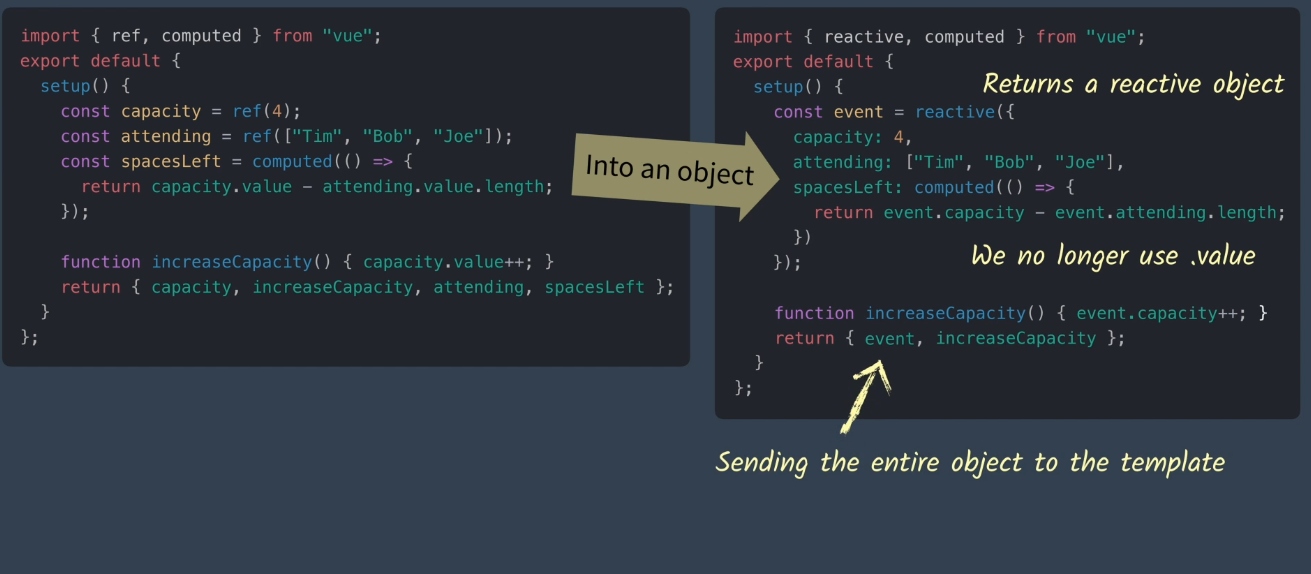 import { ref, computed } from "vue";
export default {
  setup() {
    const capacity = ref(4);
    const attending = ref(["Tim", "Bob", "Joe"]);
    const spacesLeft = computed(() => {
      return capacity.value - attending.value.length;
    });

    function increaseCapacity() { capacity.value++; }
    return { capacity, increaseCapacity, attending, spacesLeft };
  }
};
Into an object
import { reactive, computed } from "vue";
export default {
  setup() {
Returns a reactive object
    const event = reactive({
      capacity: 4,
      attending: ["Tim", "Bob", "Joe"],
      spacesLeft: computed(() => {
        return event.capacity - event.attending.length;
      })
We no longer use .value
    });

    function increaseCapacity() { event.capacity++; }
    return { event, increaseCapacity };
  }
};
Sending the entire object to the template